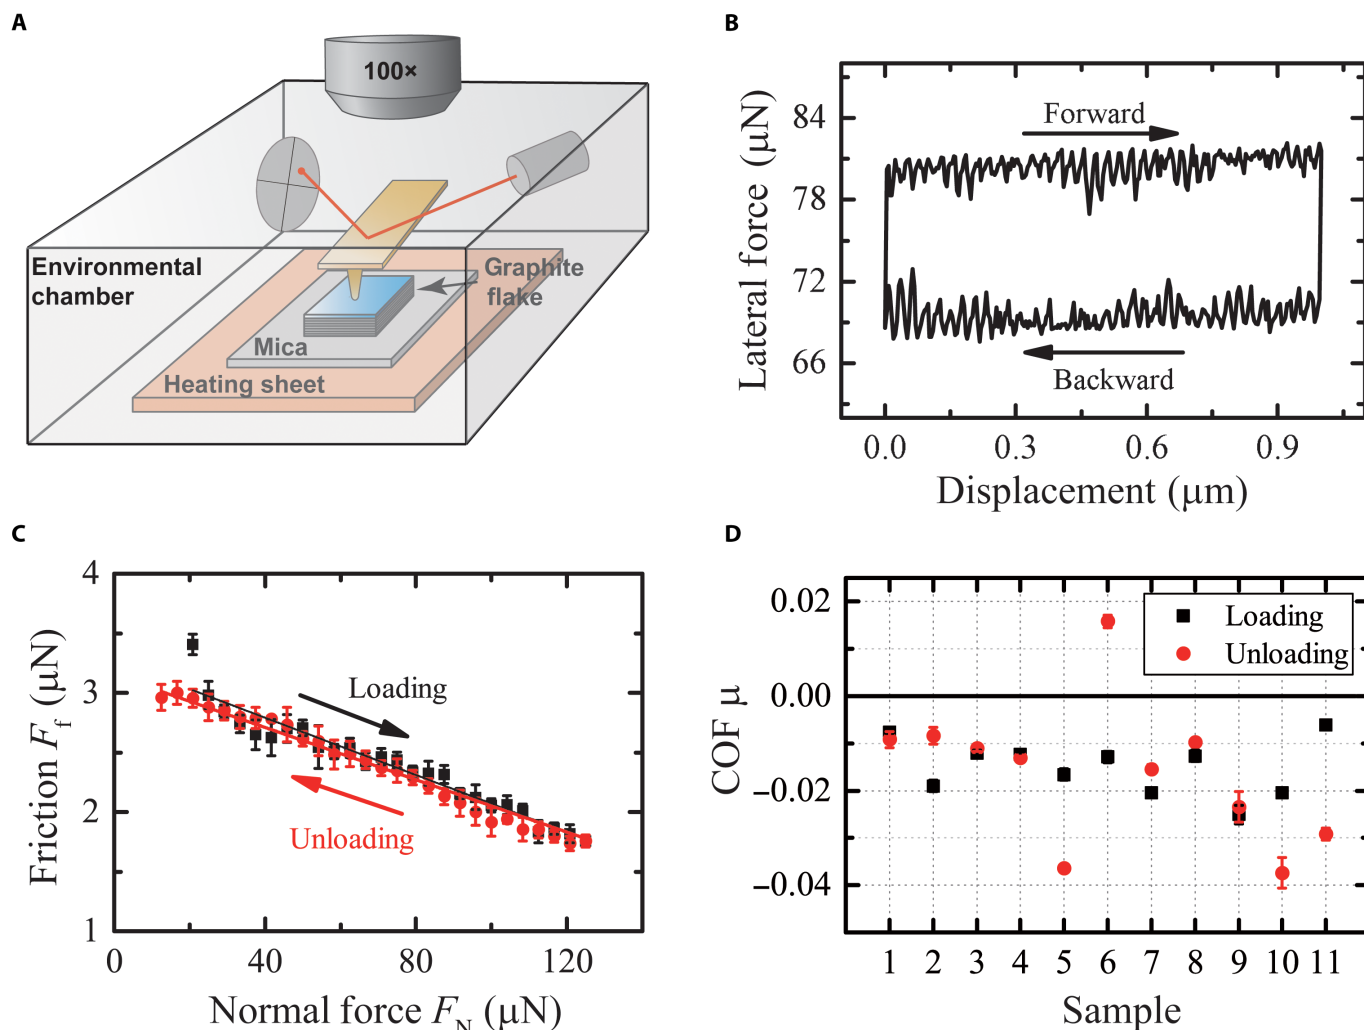 A
100×
Environmental
chamber
Graphite
flake
Mica
Heating sheet
B
Lateral force (μN)
84
78
72
66
Forward
Backward
0.0 0.3 0.6 0.9
Displacement (μm)
C
Friction Ff (μN)
4
3
2
1
Loading
Unloading
0 40 80 120
Normal force FN (μN)
D
COF μ
0.02
0.00
−0.02
−0.04
Loading
Unloading
1 2 3 4 5 6 7 8 9 10 11
Sample